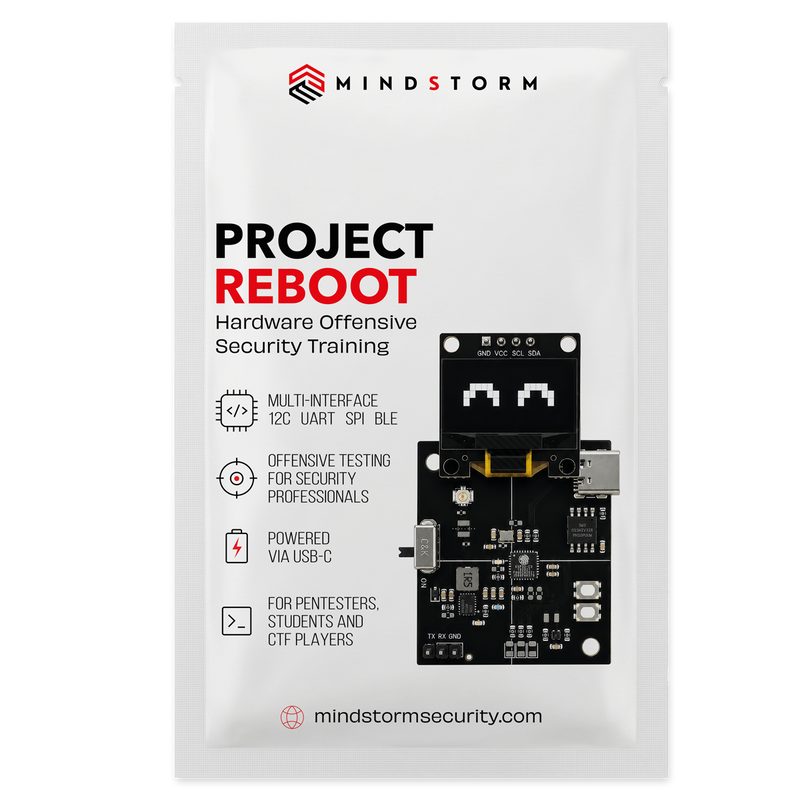 MINDSTORM
PROJECT
REBOOT
Hardware Offensive
Security Training
GND VCC SCL SDA
MULTI-INTERFACE
12C UART SPI BLE
OFFENSIVE TESTING
FOR SECURITY
PROFESSIONALS
C&K
POWERED
VIA USB-C
1R5
ON
FOR PENTESTERS,
STUDENTS AND
CTF PLAYERS
TX RX GND
mindstormsecurity.com